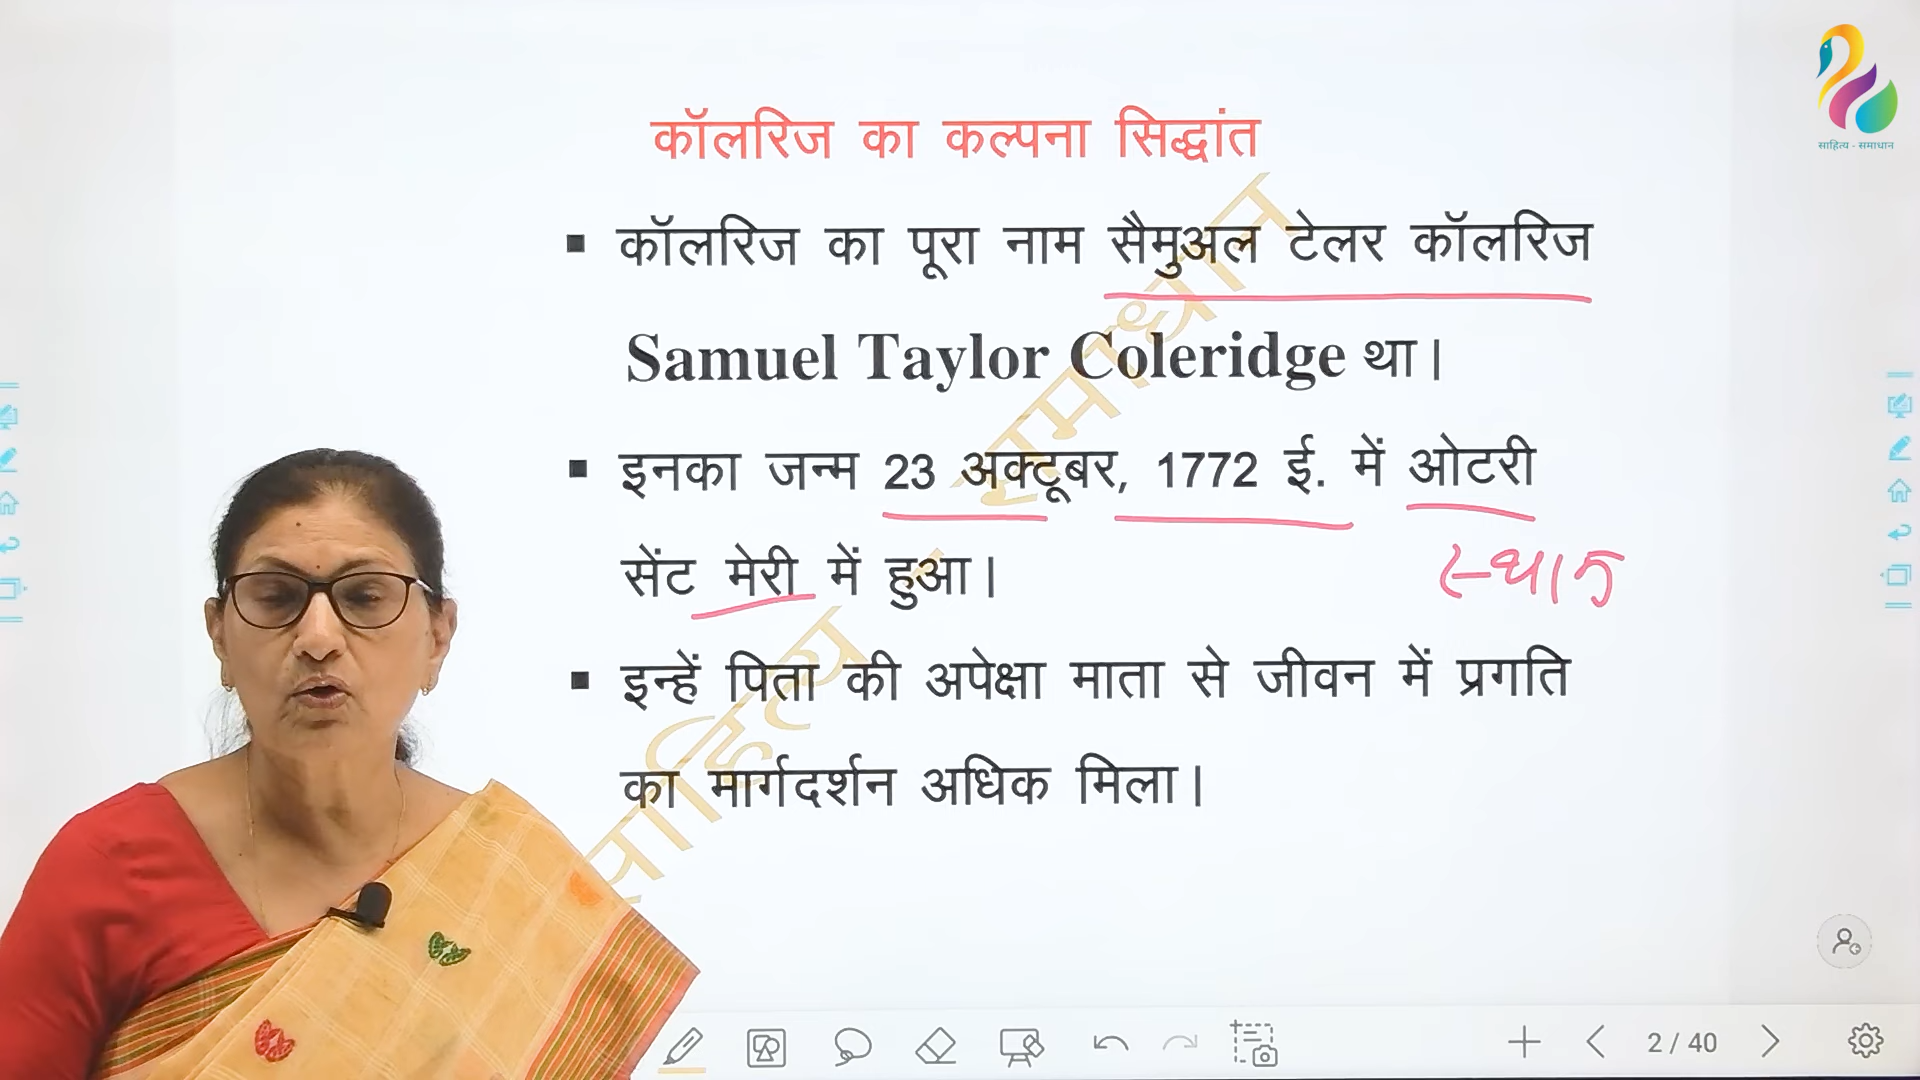 साहित्य - समाधान
कॉलरिज का कल्पना सिद्धांत
▪ कॉलरिज का पूरा नाम सैमुअल टेलर कॉलरिज
Samuel Taylor Coleridge था।
▪ इनका जन्म 23 अक्टूबर, 1772 ई. में ओटरी
सेंट मेरी में हुआ।
स्थान
▪ इन्हें पिता की अपेक्षा माता से जीवन में प्रगति
का मार्गदर्शन अधिक मिला।
साहित्य - समाधान
2 / 40